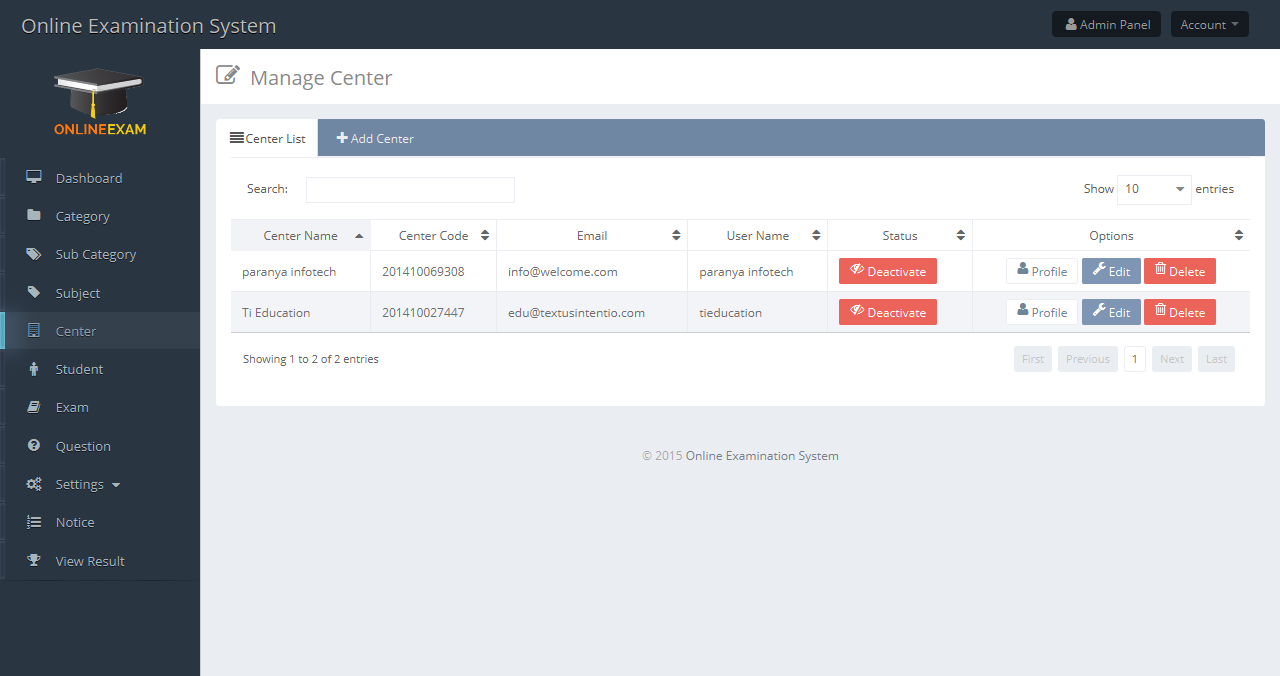 Online Examination System
Admin Panel
Account
ONLINEEXAM
Dashboard
Category
Sub Category
Subject
Center
Student
Exam
Question
Settings
Notice
View Result
Manage Center
Center List
Add Center
Search:
Show 10 entries
Center Name Center Code Email User Name Status Options
paranya infotech 201410069308 info@welcome.com paranya infotech Deactivate Profile Edit Delete
Ti Education 201410027447 edu@textusintentio.com tieducation Deactivate Profile Edit Delete
Showing 1 to 2 of 2 entries
First Previous 1 Next Last
© 2015 Online Examination System